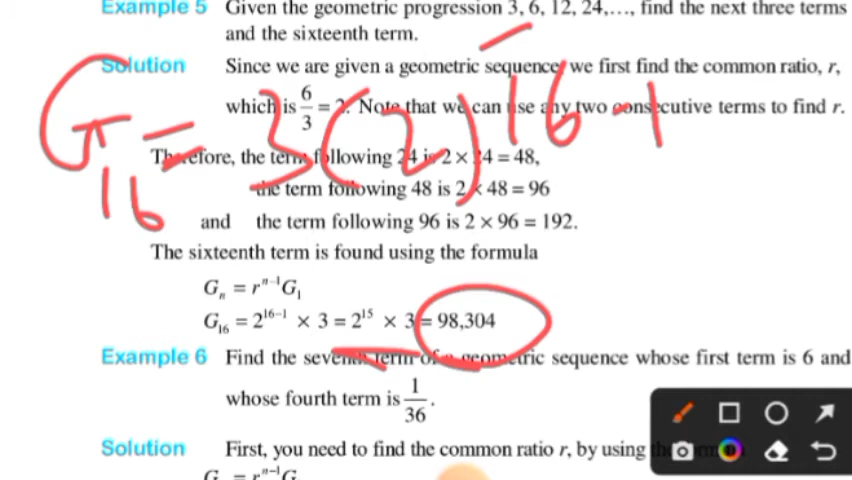 Example 5 Given the geometric progression 3, 6, 12, 24,…, find the next three terms
and the sixteenth term.
Solution Since we are given a geometric sequence, we first find the common ratio, r,
which is 6/3 = 2. Note that we can use any two consecutive terms to find r.
G₁₆ = 3(2)¹⁶⁻¹
Therefore, the term following 24 is 2 × 24 = 48,
the term following 48 is 2 × 48 = 96
and the term following 96 is 2 × 96 = 192.
The sixteenth term is found using the formula
Gₙ = rⁿ⁻¹G₁
G₁₆ = 2¹⁶⁻¹ × 3 = 2¹⁵ × 3 = 98,304
Example 6 Find the seventh term of a geometric sequence whose first term is 6 and
whose fourth term is 1/36.
Solution First, you need to find the common ratio r, by using the
= rⁿ⁻¹G